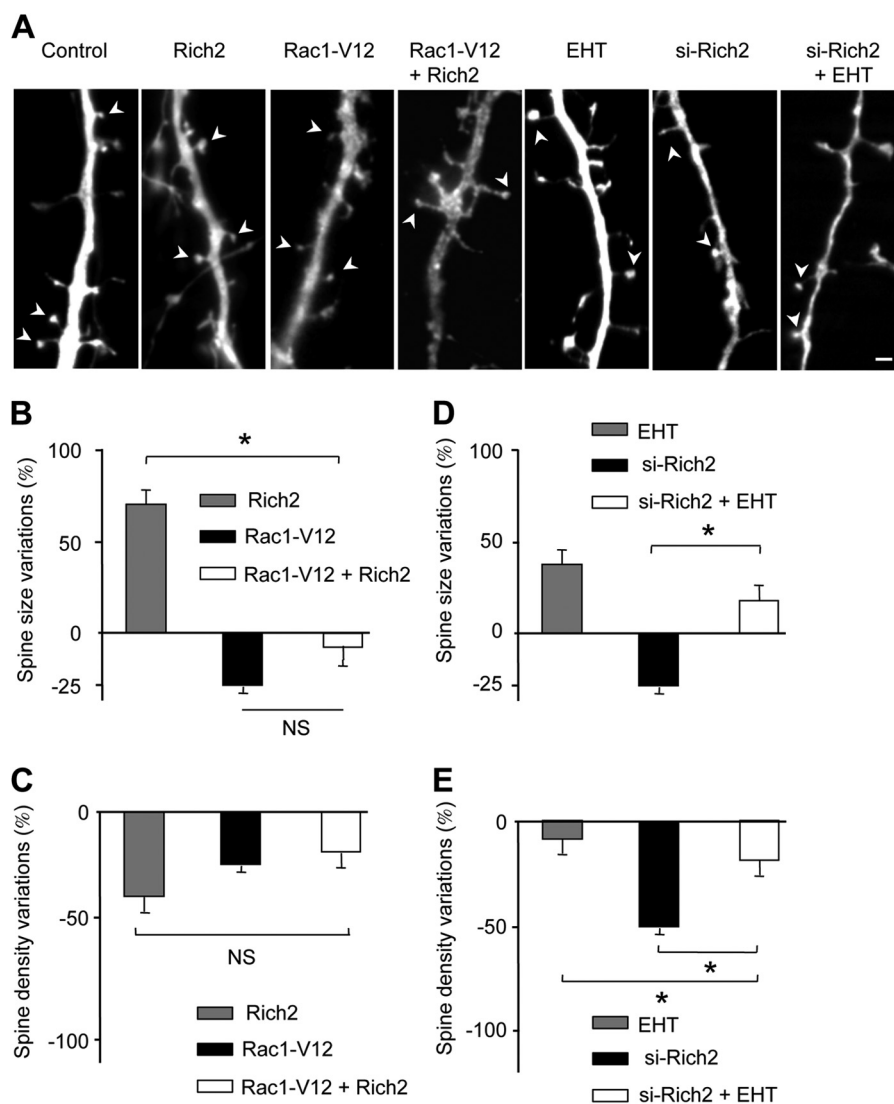 A
Control
Rich2
Rac1-V12
Rac1-V12
+ Rich2
EHT
si-Rich2
si-Rich2
+ EHT
B
Spine size variations (%)
100
50
0
-25
*
Rich2
Rac1-V12
Rac1-V12 + Rich2
NS
D
Spine size variations (%)
100
50
0
-25
EHT
si-Rich2
si-Rich2 + EHT
*
C
Spine density variations (%)
0
-50
-100
NS
Rich2
Rac1-V12
Rac1-V12 + Rich2
E
Spine density variations (%)
0
-50
-100
*
*
EHT
si-Rich2
si-Rich2 + EHT